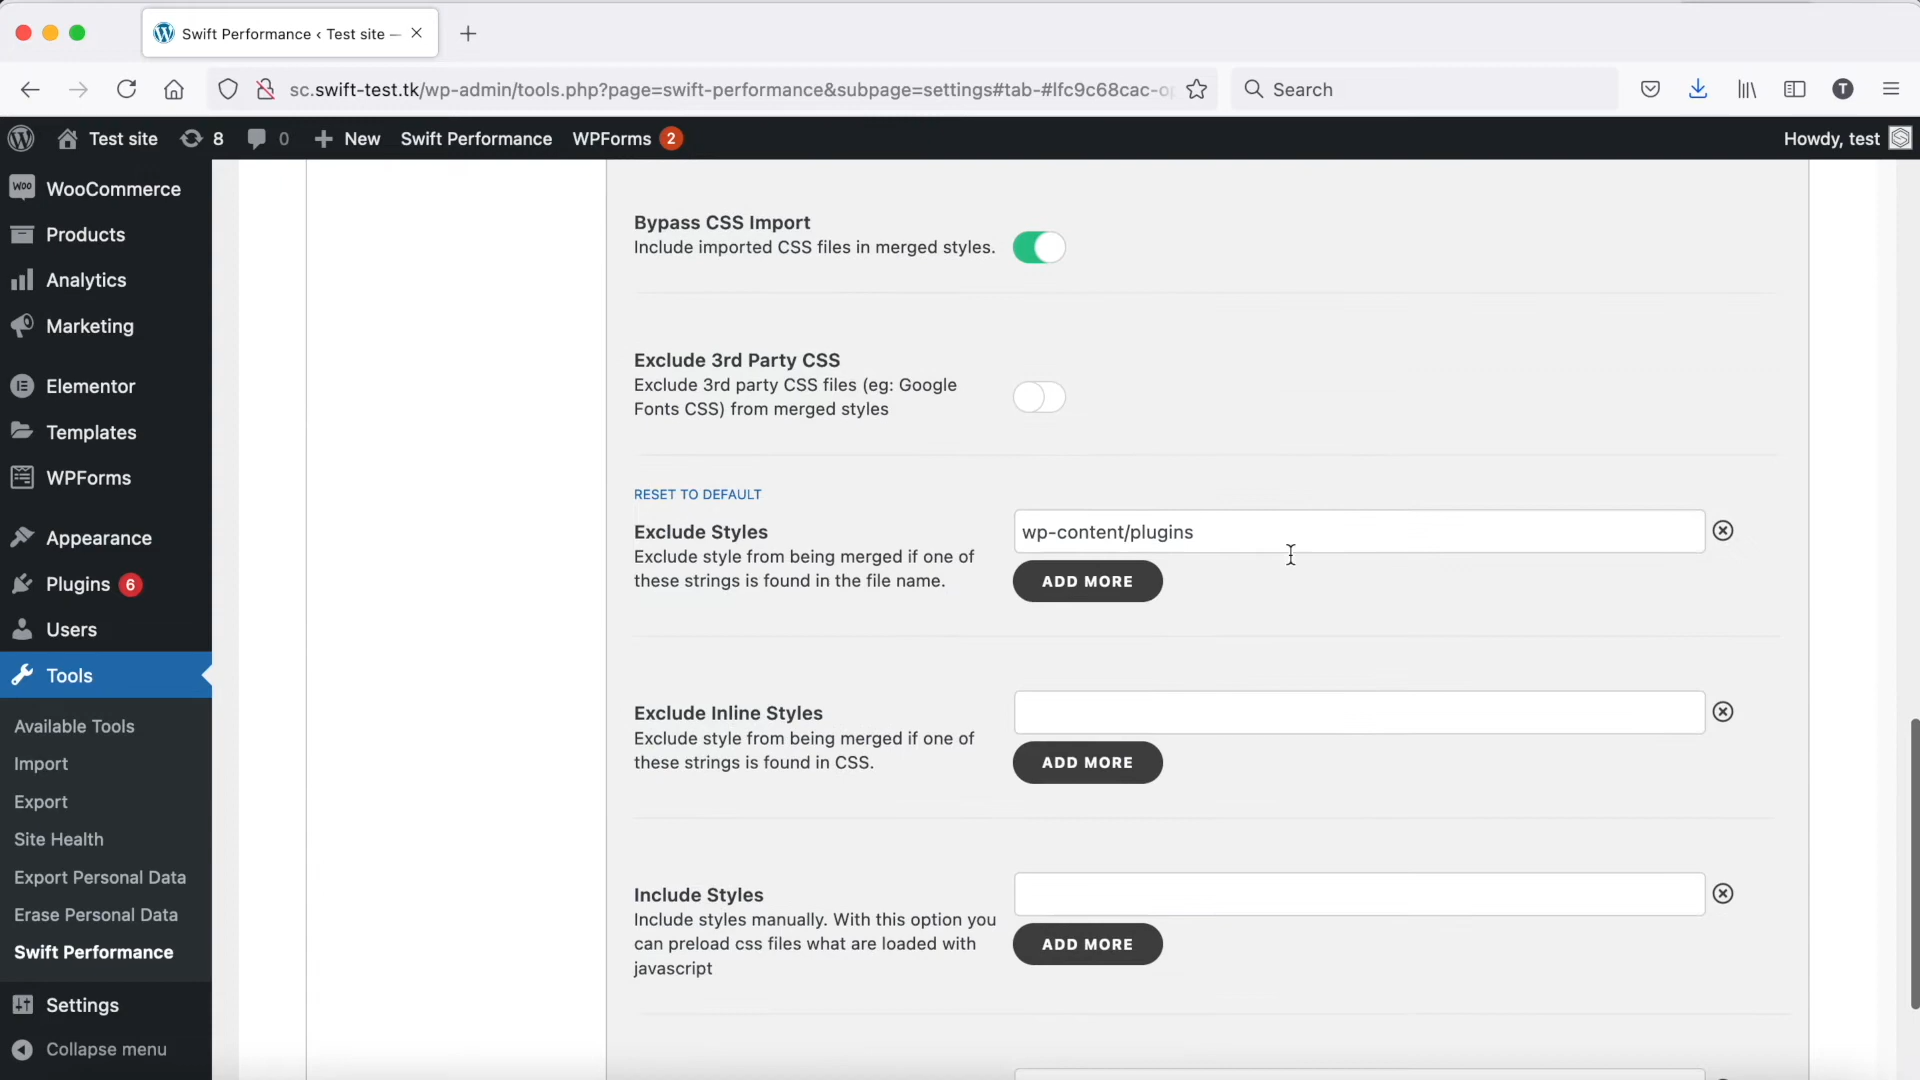 Swift Performance ‹ Test site —
sc.swift-test.tk/wp-admin/tools.php?page=swift-performance&subpage=settings#tab-#lfc9c68cac-op
Search
T
Test site
8
0
New
Swift Performance
WPForms 2
Howdy, test
WooCommerce
Products
Analytics
Marketing
Elementor
Templates
WPForms
Appearance
Plugins 6
Users
Tools
Available Tools
Import
Export
Site Health
Export Personal Data
Erase Personal Data
Swift Performance
Settings
Collapse menu
Bypass CSS Import
Include imported CSS files in merged styles.
Exclude 3rd Party CSS
Exclude 3rd party CSS files (eg: Google
Fonts CSS) from merged styles
RESET TO DEFAULT
Exclude Styles
Exclude style from being merged if one of
these strings is found in the file name.
wp-content/plugins
ADD MORE
Exclude Inline Styles
Exclude style from being merged if one of
these strings is found in CSS.
ADD MORE
Include Styles
Include styles manually. With this option you
can preload css files what are loaded with
javascript
ADD MORE